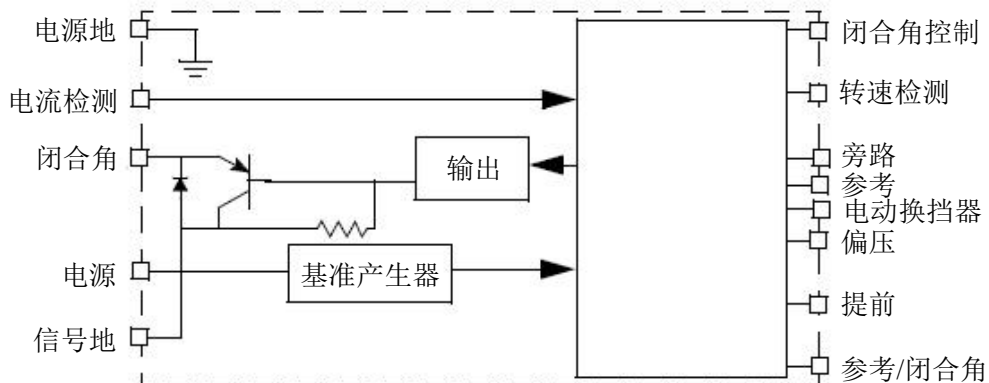 电源地
电流检测
闭合角
电源
信号地
输出
基准产生器
闭合角控制
转速检测
旁路
参考
电动换挡器
偏压
提前
参考/闭合角